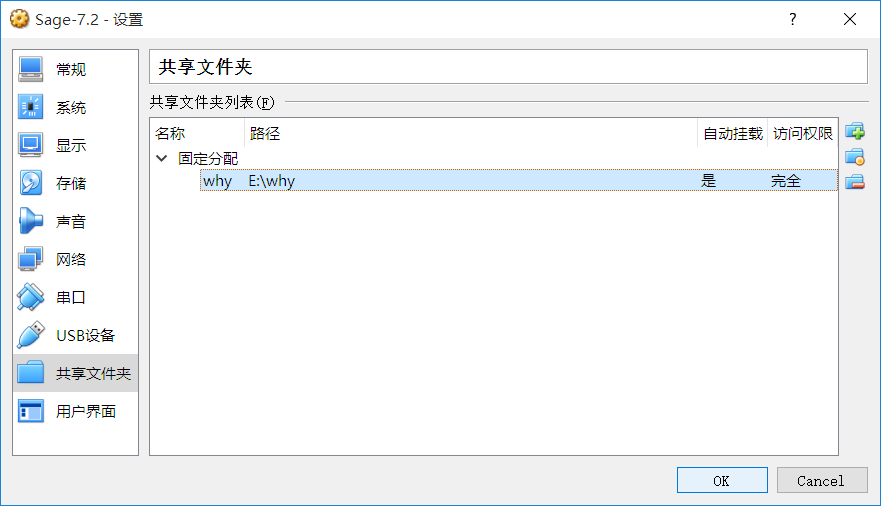 Sage-7.2 - 设置
常规
系统
显示
存储
声音
网络
串口
USB设备
共享文件夹
用户界面
共享文件夹
共享文件夹列表(F)
名称 路径 自动挂载 访问权限
固定分配
why E:\why 是 完全
OK Cancel